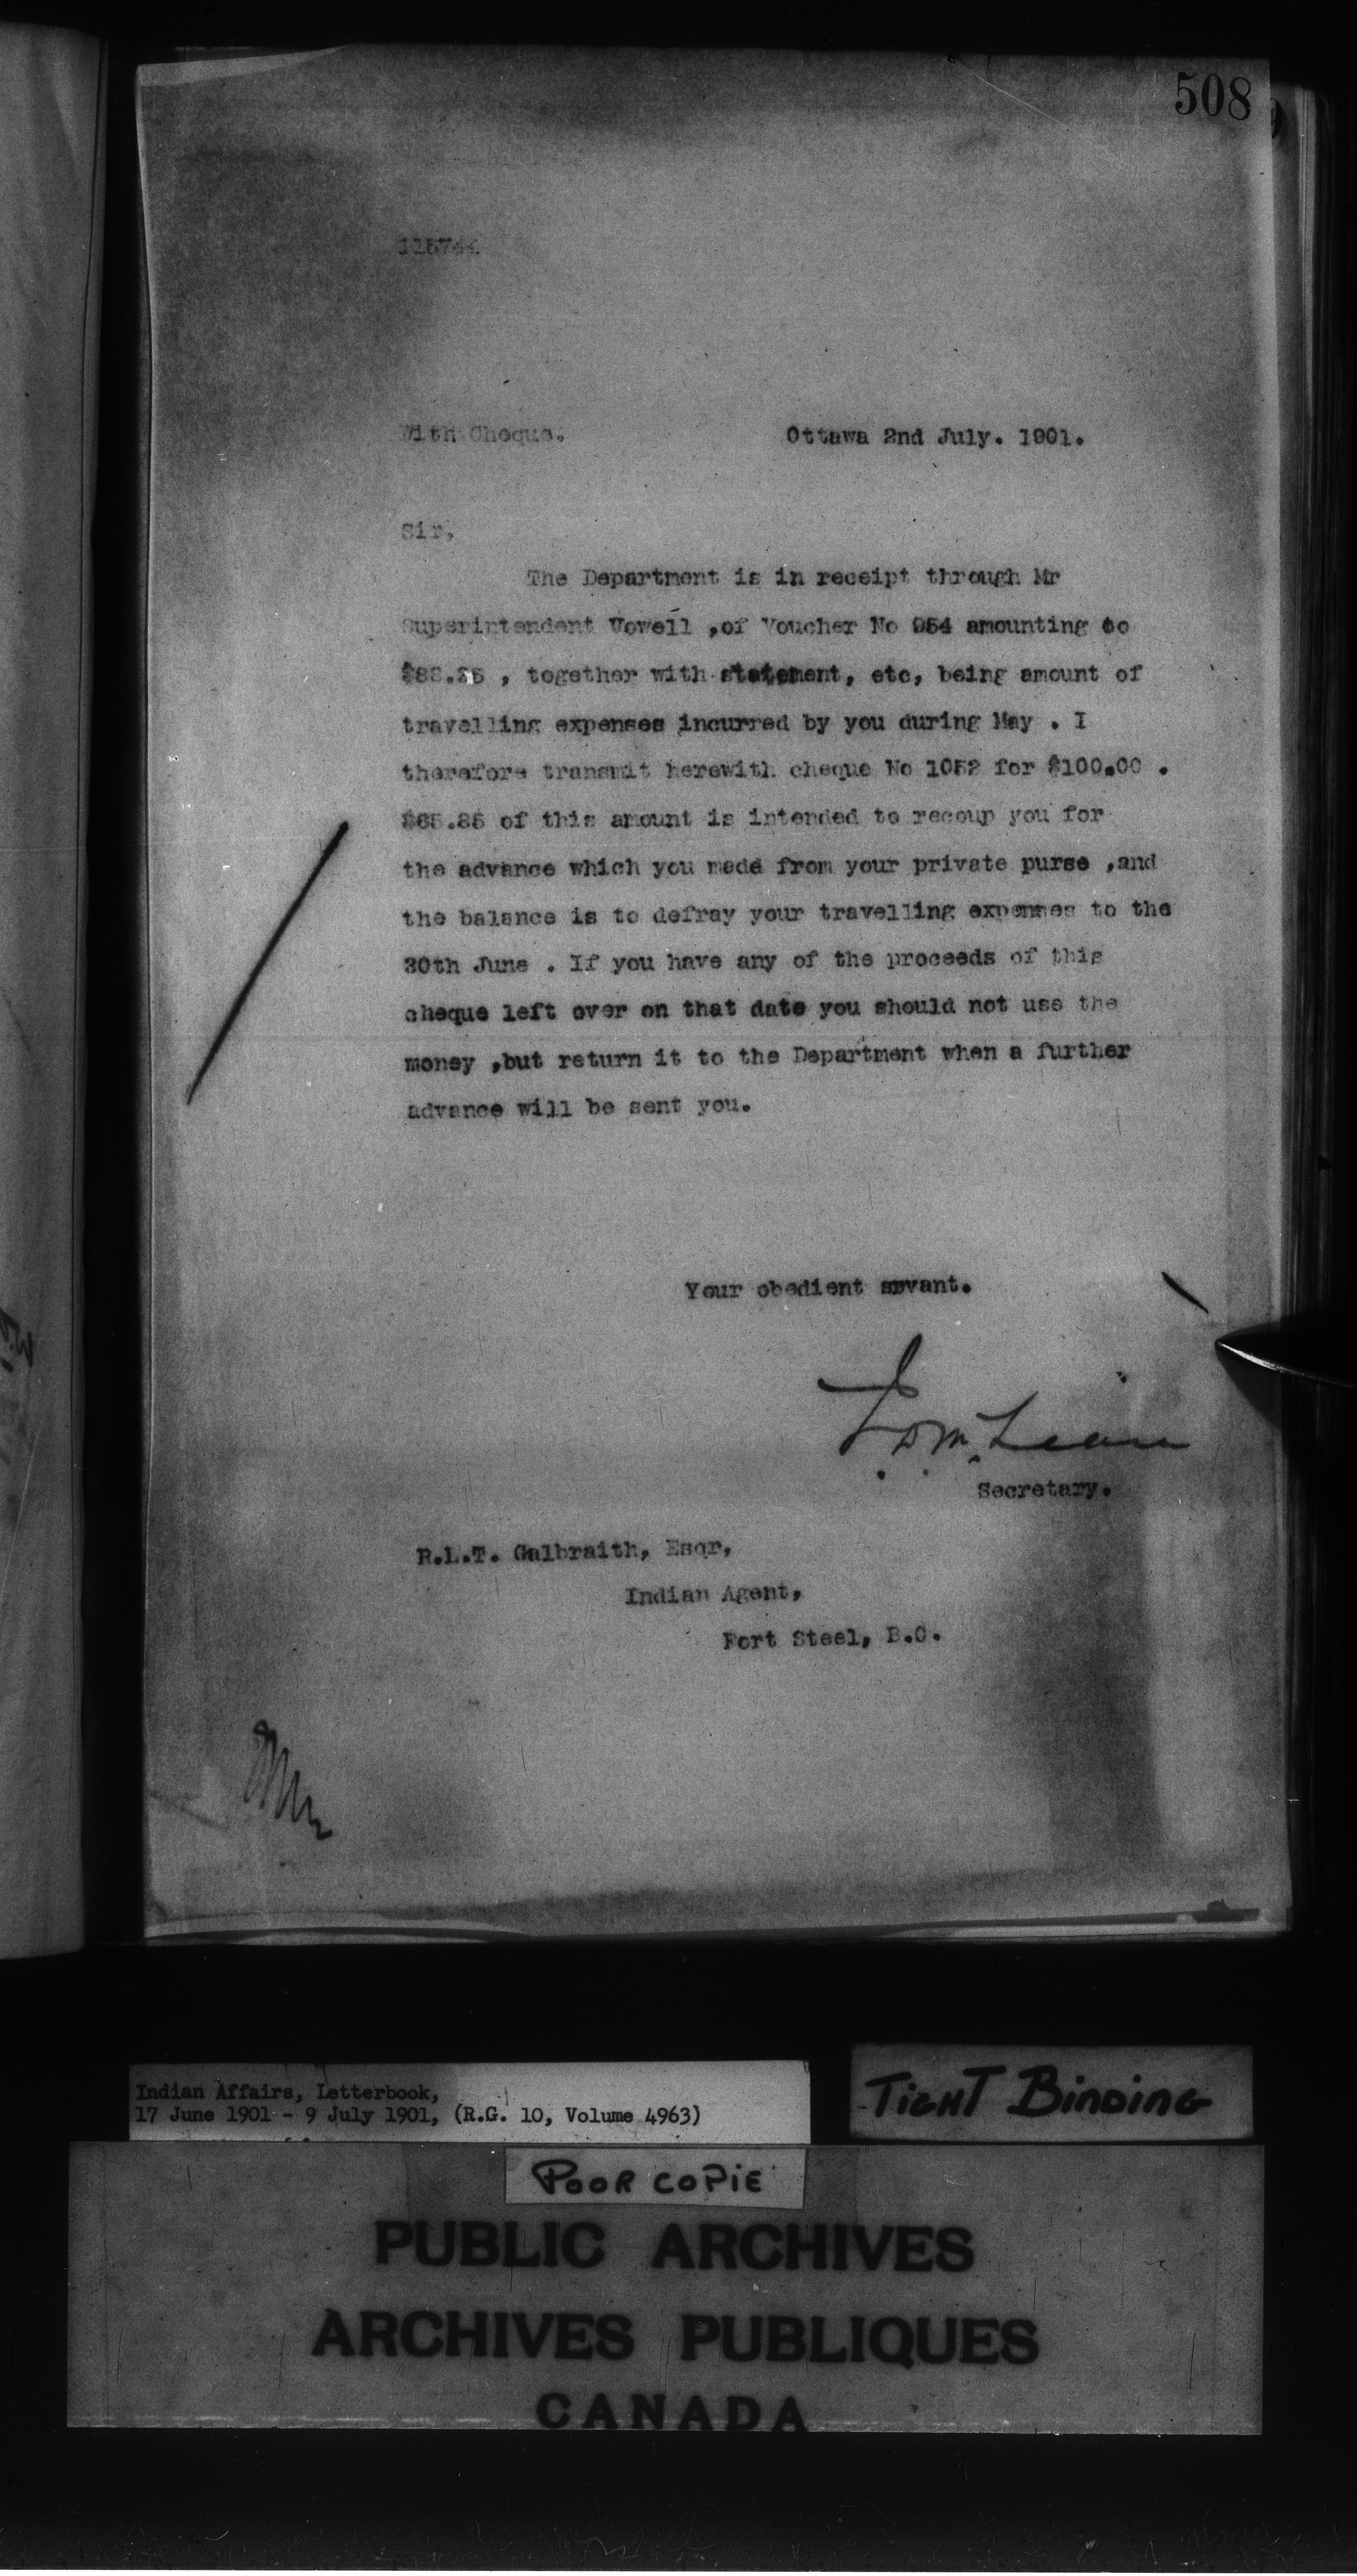 508
With Cheque.
Ottawa 2nd July. 1901.
Sir,
The Department is in receipt through Mr
Superintendent Vowell ,of Voucher No 954 amounting to
together with statement, etc, being amount of
travelling expenses incurred by you during May . I
therefore transmit herewith cheque No 1052 for $100.00 .
of this amount is intended to recoup you for
the advance which you made from your private purse ,and
the balance is to defray your travelling expenses to the
30th June . If you have any of the proceeds of this
cheque left over on that date you should not use the
money ,but return it to the Department when a further
advance will be sent you.
Your obedient srvant.
J.D. McLean
Secretary.
R.L.T. Galbraith, Esqr,
Indian Agent,
Fort Steel, B.C.
Indian Affairs, Letterbook,
17 June 1901 - 9 July 1901, (R.G. 10, Volume 4963)
TIGHT BINDING
POOR COPIE
PUBLIC ARCHIVES
ARCHIVES PUBLIQUES
CANADA